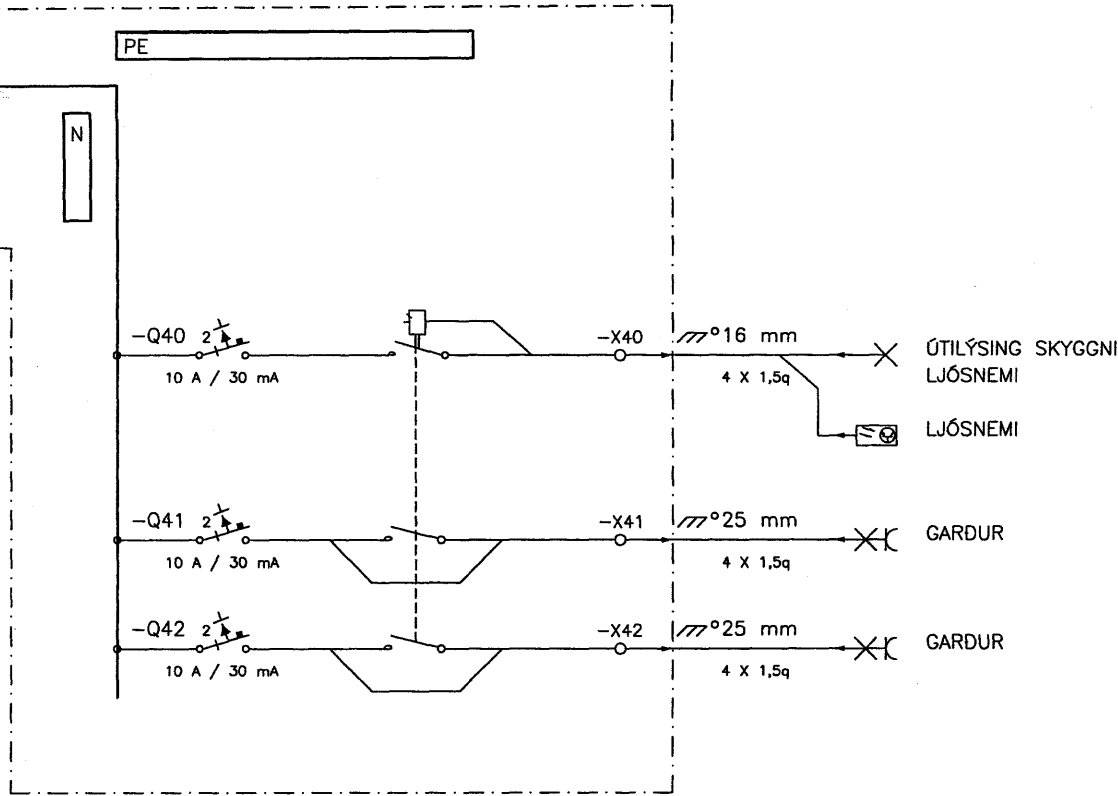 PE
N
-Q40 2
10 A / 30 mA
-X40
16 mm
4 X 1,5q
ÚTILÝSING SKYGGNI
LJÓSNEMI
LJÓSNEMI
-Q41 2
10 A / 30 mA
-X41
25 mm
4 X 1,5q
GARÐUR
-Q42 2
10 A / 30 mA
-X42
25 mm
4 X 1,5q
GARÐUR